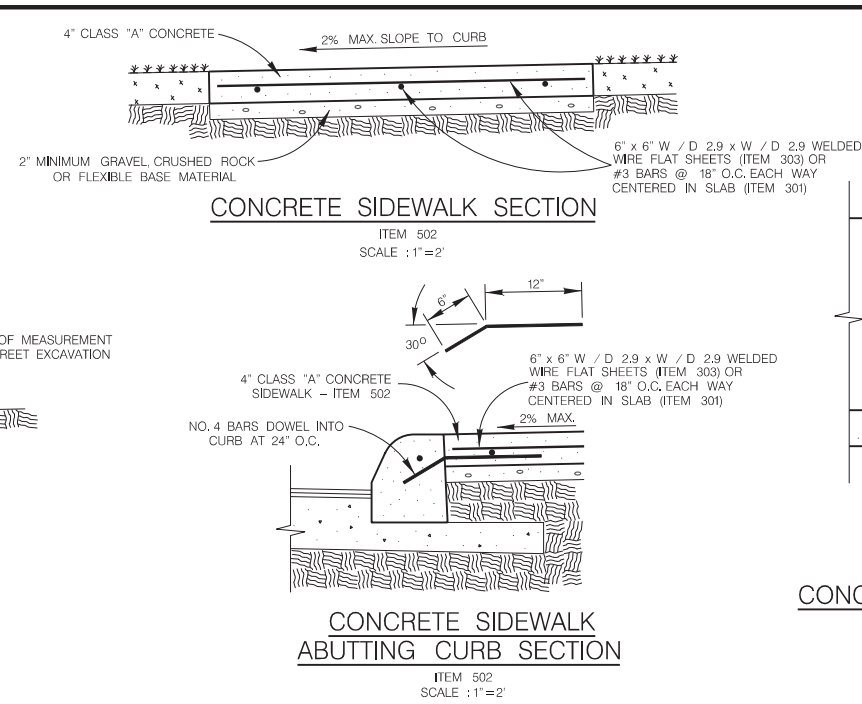 4" CLASS "A" CONCRETE
2% MAX. SLOPE TO CURB
2" MINIMUM GRAVEL, CRUSHED ROCK
OR FLEXIBLE BASE MATERIAL
6" x 6" W / D 2.9 x W / D 2.9 WELDED
WIRE FLAT SHEETS (ITEM 303) OR
#3 BARS @ 18" O.C. EACH WAY
CENTERED IN SLAB (ITEM 301)
CONCRETE SIDEWALK SECTION
ITEM 502
SCALE : 1"=2'
OF MEASUREMENT
REET EXCAVATION
12"
6"
30°
6" x 6" W / D 2.9 x W / D 2.9 WELDED
WIRE FLAT SHEETS (ITEM 303) OR
#3 BARS @ 18" O.C. EACH WAY
CENTERED IN SLAB (ITEM 301)
4" CLASS "A" CONCRETE
SIDEWALK - ITEM 502
2% MAX.
NO. 4 BARS DOWEL INTO
CURB AT 24" O.C.
CONCRETE SIDEWALK
ABUTTING CURB SECTION
ITEM 502
SCALE : 1"=2'
CONC